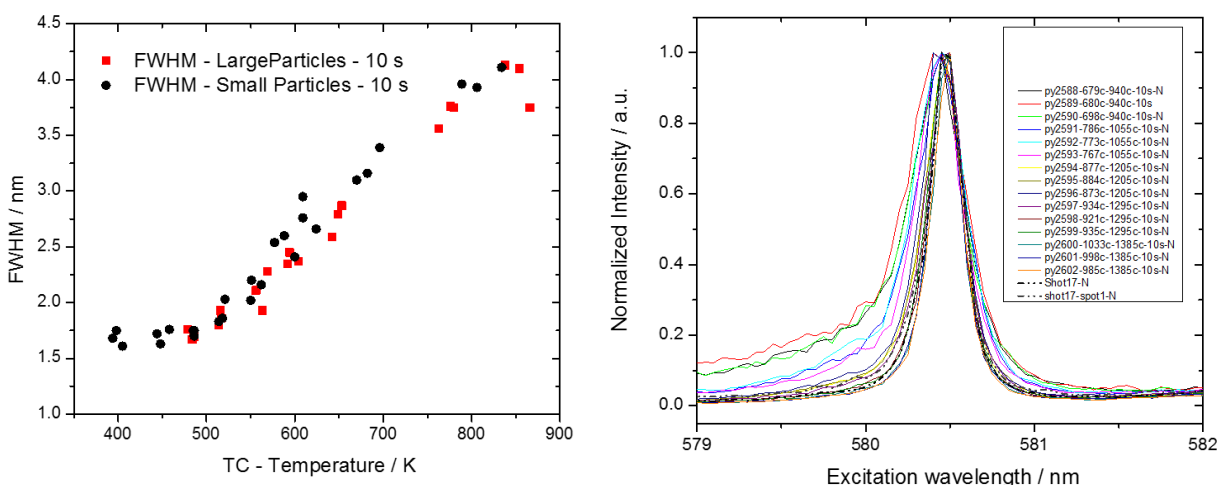 4.5
4.0
3.5
3.0
2.5
2.0
1.5
1.0
FWHM / nm
FWHM - LargeParticles - 10 s
FWHM - Small Particles - 10 s
400 500 600 700 800 900
TC - Temperature / K
1.0
0.8
0.6
0.4
0.2
0.0
Normalized Intensity / a.u.
py2588-679c-940c-10s-N
py2589-680c-940c-10s
py2590-698c-940c-10s-N
py2591-786c-1055c-10s-N
py2592-773c-1055c-10s-N
py2593-767c-1055c-10s-N
py2594-877c-1205c-10s-N
py2595-884c-1205c-10s-N
py2596-873c-1205c-10s-N
py2597-934c-1295c-10s-N
py2598-921c-1295c-10s-N
py2599-935c-1295c-10s-N
py2600-1033c-1385c-10s-N
py2601-998c-1385c-10s-N
py2602-985c-1385c-10s-N
Shot17-N
shot17-spot1-N
579 580 581 582
Excitation wavelength / nm